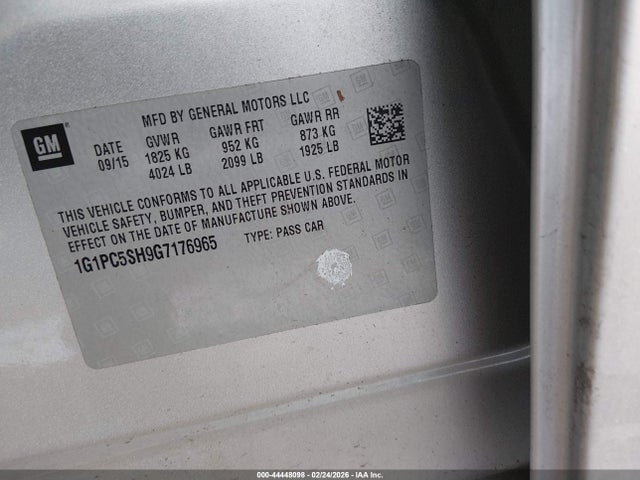 MFD BY GENERAL MOTORS LLC
GM
DATE GVWR GAWR FRT GAWR RR
09/15 1825 KG 952 KG 873 KG
4024 LB 2099 LB 1925 LB
THIS VEHICLE CONFORMS TO ALL APPLICABLE U.S. FEDERAL MOTOR
VEHICLE SAFETY, BUMPER, AND THEFT PREVENTION STANDARDS IN
EFFECT ON THE DATE OF MANUFACTURE SHOWN ABOVE.
1G1PC5SH9G7176965 TYPE: PASS CAR
000-44448098 - 02/24/2026 - IAA Inc.